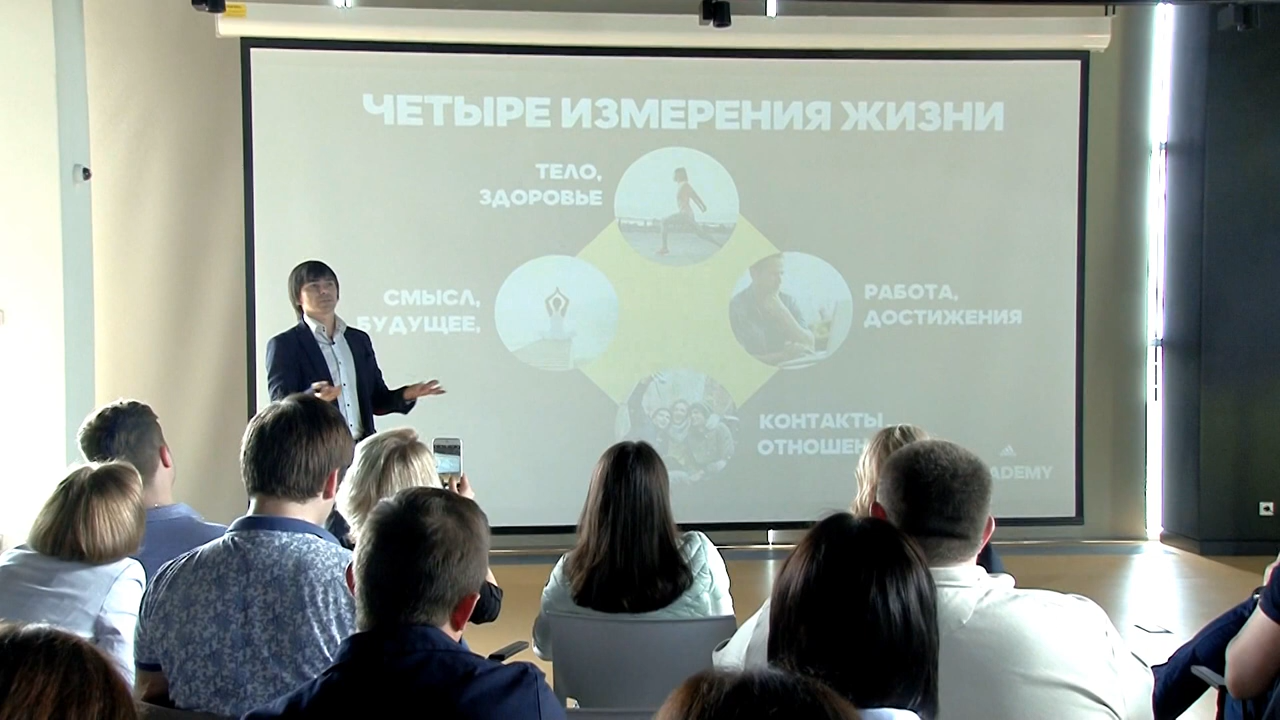 ЧЕТЫРЕ ИЗМЕРЕНИЯ ЖИЗНИ
ТЕЛО,
ЗДОРОВЬЕ
СМЫСЛ,
БУДУЩЕЕ,
РАБОТА,
ДОСТИЖЕНИЯ
КОНТАКТЫ